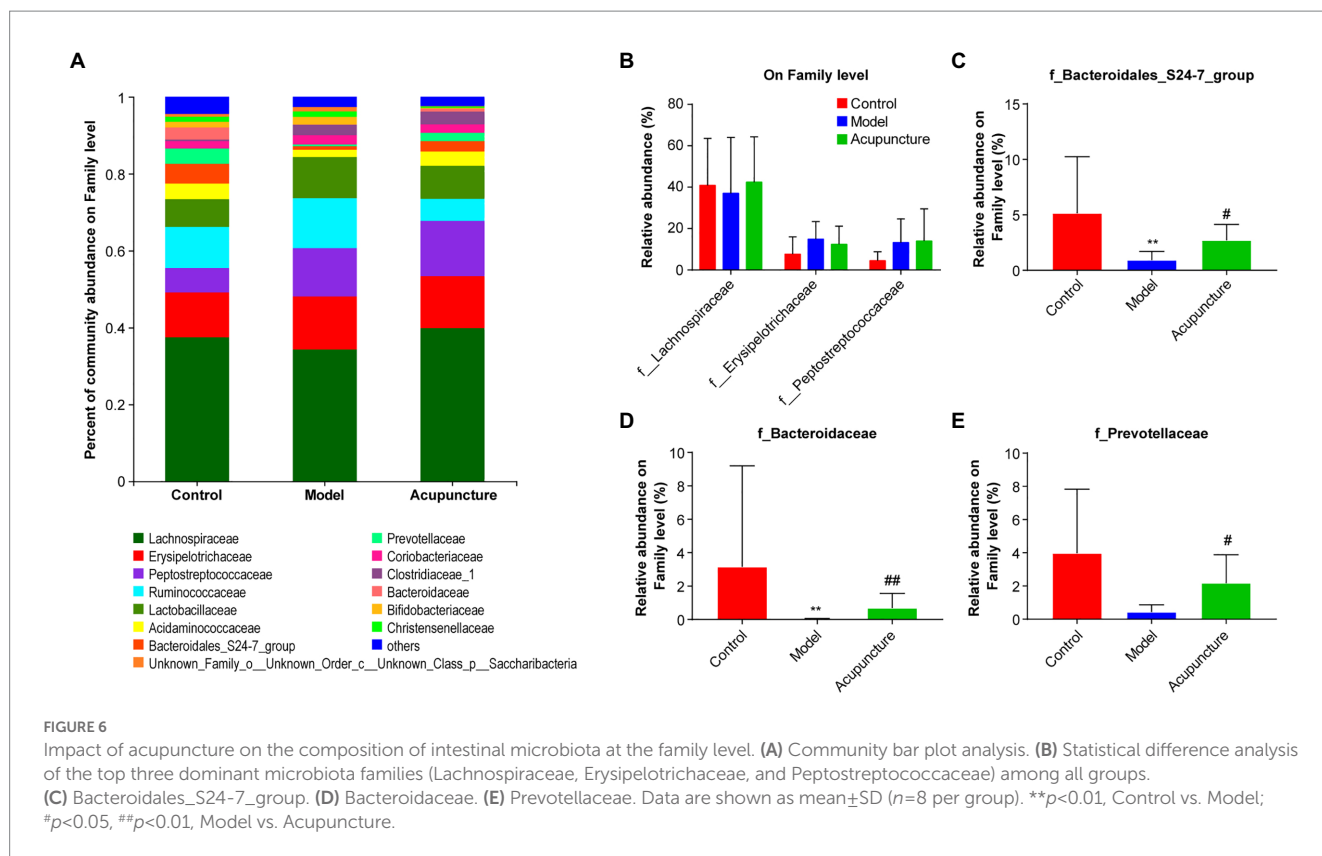 A
Percent of community abundance on Family level
1
0.8
0.6
0.4
0.2
0
Control
Model
Acupuncture
Lachnospiraceae
Erysipelotrichaceae
Peptostreptococcaceae
Ruminococcaceae
Lactobacillaceae
Acidaminococcaceae
Bacteroidales_S24-7_group
Unknown_Family_o__Unknown_Order_c__Unknown_Class_p__Saccharibacteria
Prevotellaceae
Coriobacteriaceae
Clostridiaceae_1
Bacteroidaceae
Bifidobacteriaceae
Christensenellaceae
others
B
On Family level
Relative abundance (%)
80
60
40
20
0
Control
Model
Acupuncture
f__Lachnospiraceae
f__Erysipelotrichaceae
f__Peptostreptococcaceae
C
f_Bacteroidales_S24-7_group
Relative abundance on
Family level (%)
15
10
5
0
**
#
Control
Model
Acupuncture
D
f_Bacteroidaceae
Relative abundance on
Family level (%)
10
8
6
4
2
0
**
##
Control
Model
Acupuncture
E
f_Prevotellaceae
Relative abundance on
Family level (%)
10
8
6
4
2
0
#
Control
Model
Acupuncture
FIGURE 6
Impact of acupuncture on the composition of intestinal microbiota at the family level. (A) Community bar plot analysis. (B) Statistical difference analysis
of the top three dominant microbiota families (Lachnospiraceae, Erysipelotrichaceae, and Peptostreptococcaceae) among all groups.
(C) Bacteroidales_S24-7_group. (D) Bacteroidaceae. (E) Prevotellaceae. Data are shown as mean±SD (n=8 per group). **p<0.01, Control vs. Model;
#p<0.05, ##p<0.01, Model vs. Acupuncture.